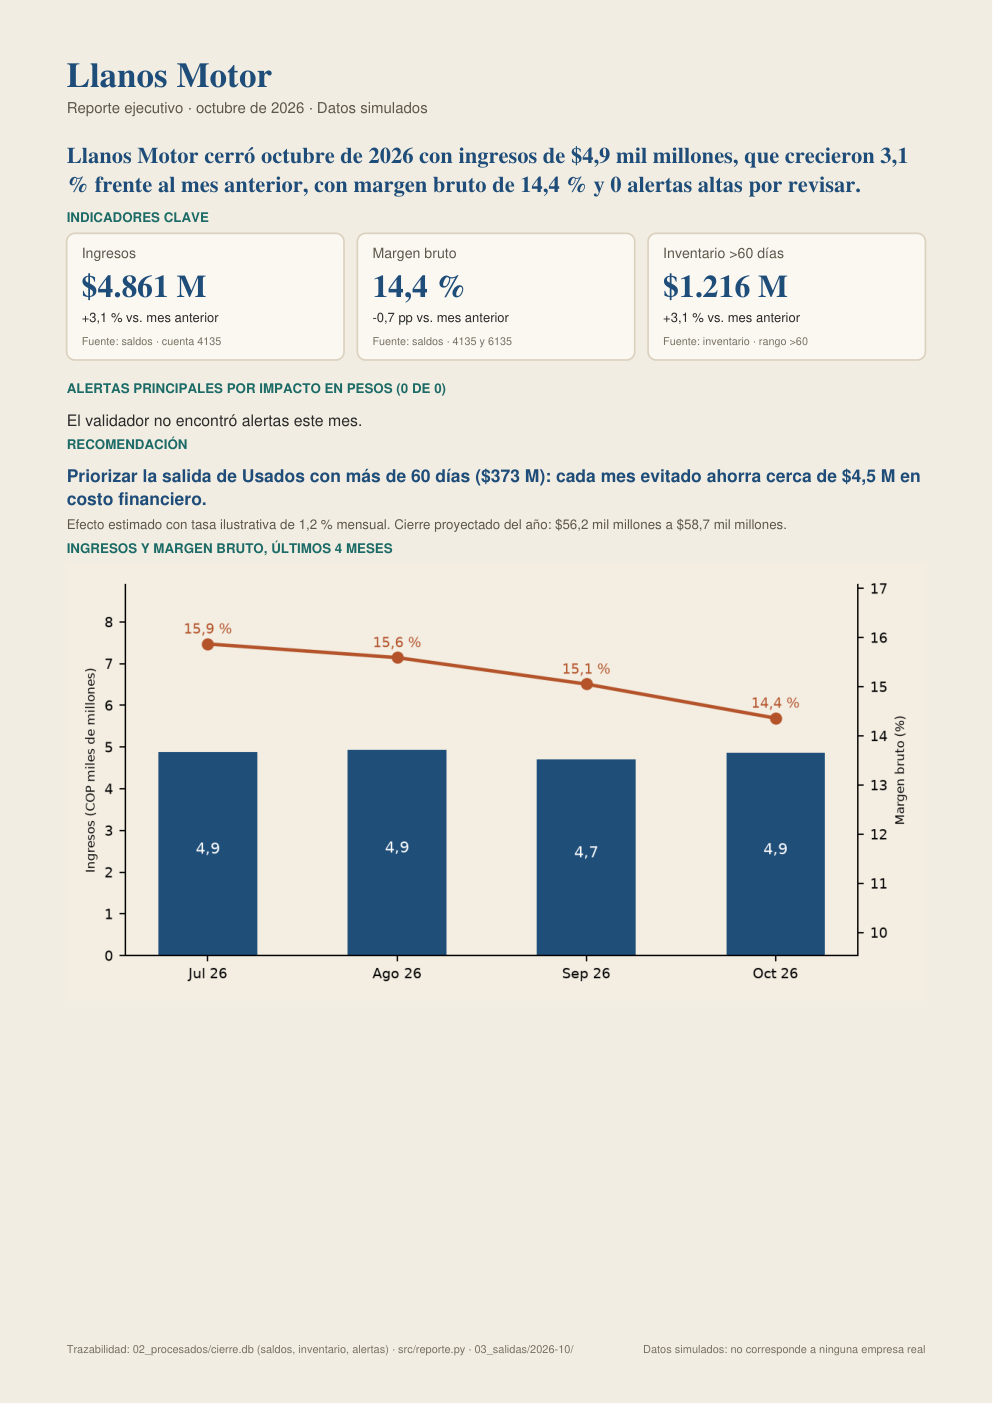 Llanos Motor
Reporte ejecutivo · octubre de 2026 · Datos simulados
Llanos Motor cerró octubre de 2026 con ingresos de $4,9 mil millones, que crecieron 3,1
% frente al mes anterior, con margen bruto de 14,4 % y 0 alertas altas por revisar.
INDICADORES CLAVE
Ingresos
$4.861 M
+3,1 % vs. mes anterior
Fuente: saldos · cuenta 4135
Margen bruto
14,4 %
-0,7 pp vs. mes anterior
Fuente: saldos · 4135 y 6135
Inventario >60 días
$1.216 M
+3,1 % vs. mes anterior
Fuente: inventario · rango >60
ALERTAS PRINCIPALES POR IMPACTO EN PESOS (0 DE 0)
El validador no encontró alertas este mes.
RECOMENDACIÓN
Priorizar la salida de Usados con más de 60 días ($373 M): cada mes evitado ahorra cerca de $4,5 M en
costo financiero.
Efecto estimado con tasa ilustrativa de 1,2 % mensual. Cierre proyectado del año: $56,2 mil millones a $58,7 mil millones.
INGRESOS Y MARGEN BRUTO, ÚLTIMOS 4 MESES
Ingresos (COP miles de millones)
8
7
6
5
4
3
2
1
0
15,9 %
15,6 %
15,1 %
14,4 %
4,9
4,9
4,7
4,9
Jul 26
Ago 26
Sep 26
Oct 26
17
16
15
14
13
12
11
10
Margen bruto (%)
Trazabilidad: 02_procesados/cierre.db (saldos, inventario, alertas) · src/reporte.py · 03_salidas/2026-10/
Datos simulados: no corresponde a ninguna empresa real